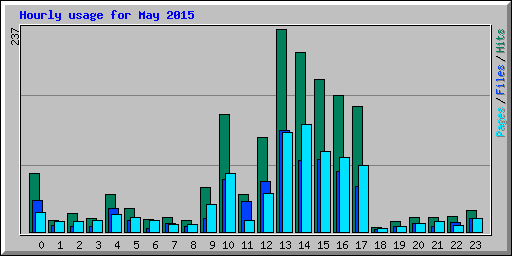 Hourly usage for May 2015
237
Pages/Files/Hits
0 1 2 3 4 5 6 7 8 9 10 11 12 13 14 15 16 17 18 19 20 21 22 23